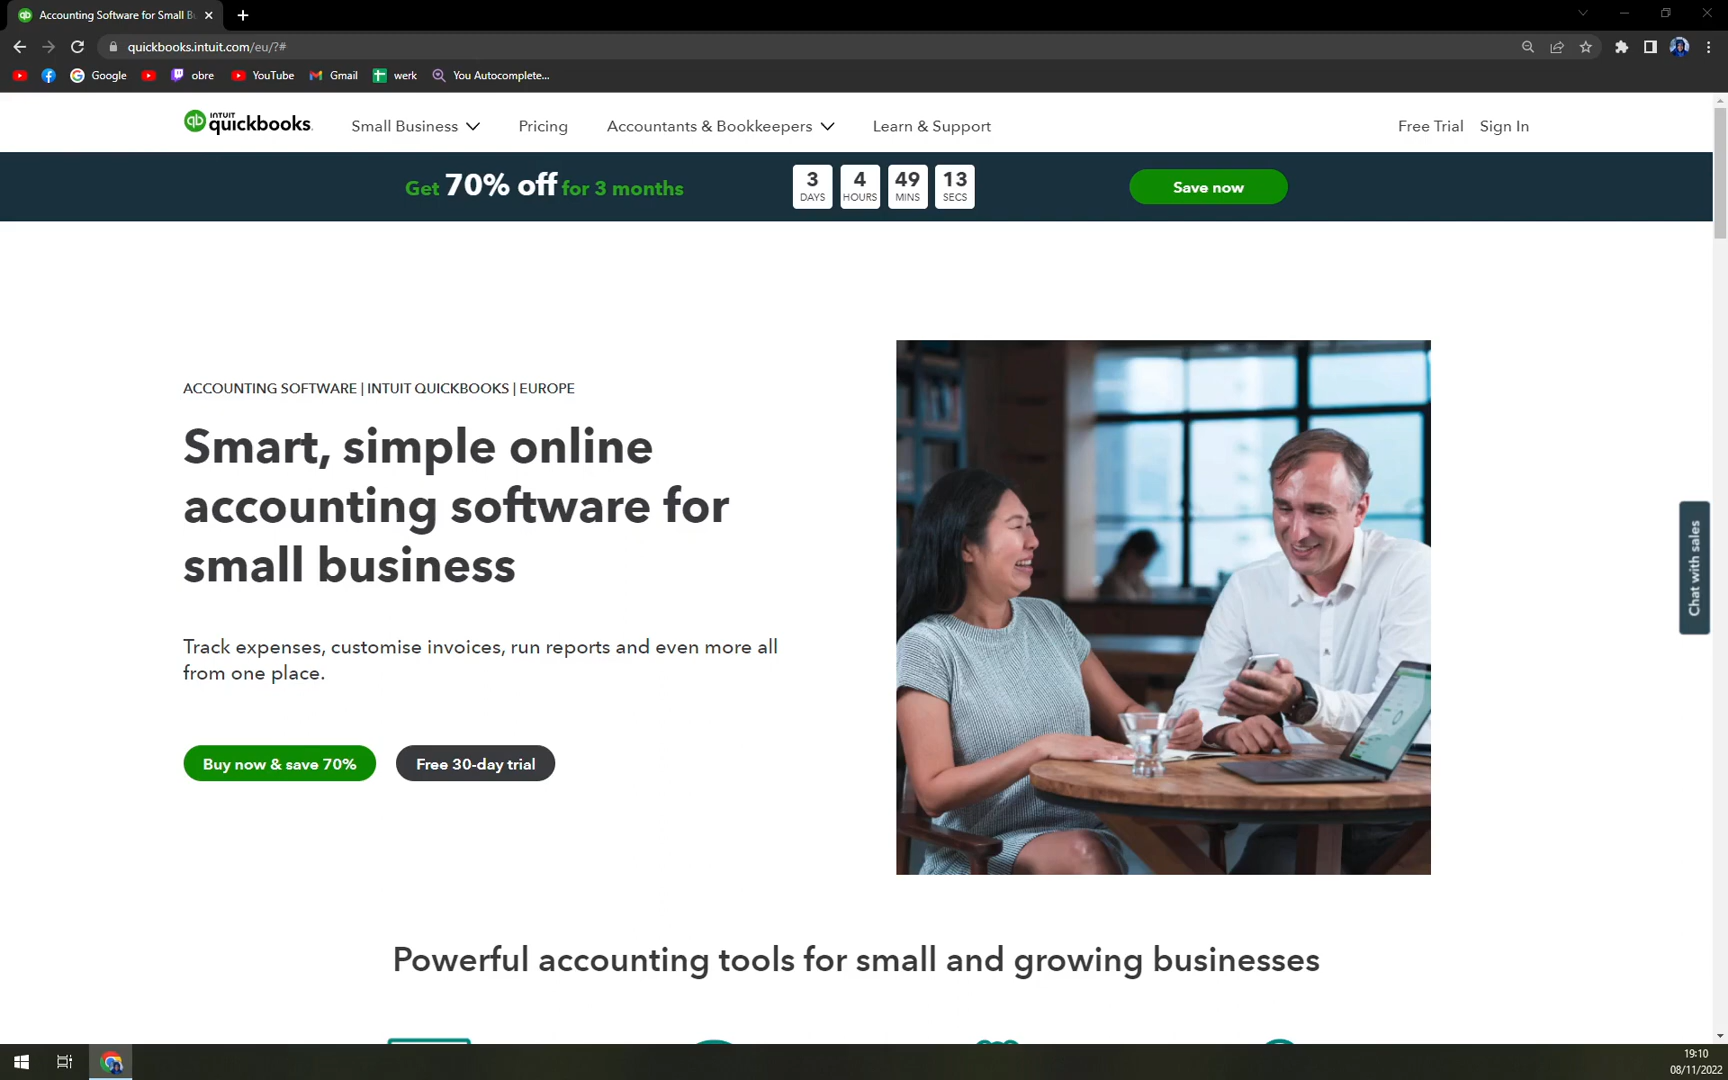 Accounting Software for Small Bu
quickbooks.intuit.com/eu/?#
Google
obre
YouTube
Gmail
werk
You Autocomplete...
INTUIT
quickbooks.
Small Business
Pricing
Accountants & Bookkeepers
Learn & Support
Free Trial
Sign In
Get 70% off for 3 months
3 4 49 13
DAYS HOURS MINS SECS
Save now
ACCOUNTING SOFTWARE | INTUIT QUICKBOOKS | EUROPE
Smart, simple online
accounting software for
small business
Track expenses, customise invoices, run reports and even more all
from one place.
Buy now & save 70%
Free 30-day trial
Chat with sales
Powerful accounting tools for small and growing businesses
19:10
08/11/2022